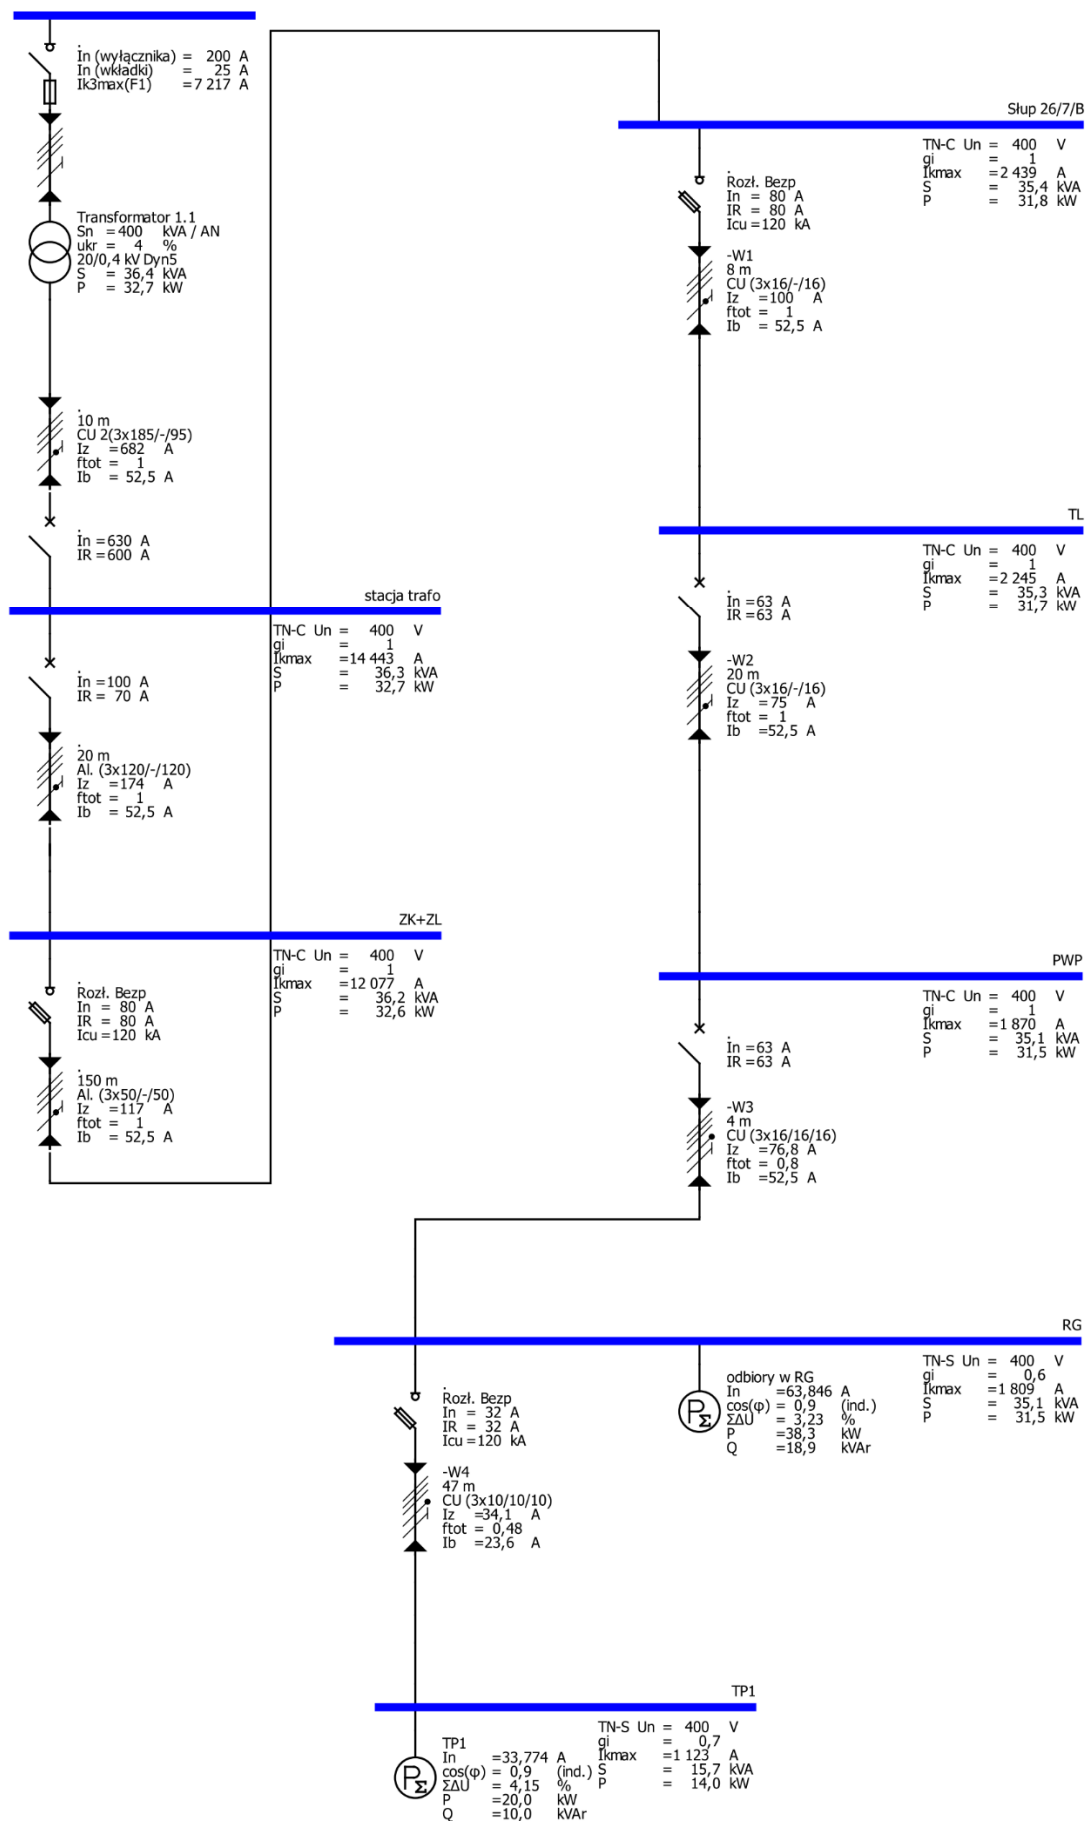 In (wyłącznika) = 200 A
In (wkładki) = 25 A
Ik3max(F1) =7 217 A
Transformator 1.1
Sn =400 kVA / AN
ukr = 4 %
20/0,4 kV Dyn5
S = 36,4 kVA
P = 32,7 kW
10 m
CU 2(3x185/-/95)
Iz =682 A
ftot = 1
Ib = 52,5 A
In =630 A
IR =600 A
stacja trafo
TN-C Un = 400 V
gi = 1
Ikmax =14 443 A
S = 36,3 kVA
P = 32,7 kW
In =100 A
IR = 70 A
20 m
Al. (3x120/-/120)
Iz =174 A
ftot = 1
Ib = 52,5 A
ZK+ZL
TN-C Un = 400 V
gi = 1
Ikmax =12 077 A
S = 36,2 kVA
P = 32,6 kW
Rozł. Bezp
In = 80 A
IR = 80 A
Icu =120 kA
150 m
Al. (3x50/-/50)
Iz =117 A
ftot = 1
Ib = 52,5 A
Słup 26/7/B
TN-C Un = 400 V
gi = 1
Ikmax =2 439 A
S = 35,4 kVA
P = 31,8 kW
Rozł. Bezp
In = 80 A
IR = 80 A
Icu =120 kA
-W1
8 m
CU (3x16/-/16)
Iz =100 A
ftot = 1
Ib = 52,5 A
TL
TN-C Un = 400 V
gi = 1
Ikmax =2 245 A
S = 35,3 kVA
P = 31,7 kW
In =63 A
IR =63 A
-W2
20 m
CU (3x16/-/16)
Iz =75 A
ftot = 1
Ib =52,5 A
PWP
TN-C Un = 400 V
gi = 1
Ikmax =1 870 A
S = 35,1 kVA
P = 31,5 kW
In =63 A
IR =63 A
-W3
4 m
CU (3x16/16/16)
Iz =76,8 A
ftot = 0,8
Ib =52,5 A
RG
TN-S Un = 400 V
gi = 0,6
Ikmax =1 809 A
S = 35,1 kVA
P = 31,5 kW
odbiory w RG
In =63,846 A
cos(φ) = 0,9 (ind.)
ΣΔU = 3,23 %
P =38,3 kW
Q =18,9 kVAr
PΣ
Rozł. Bezp
In = 32 A
IR = 32 A
Icu =120 kA
-W4
47 m
CU (3x10/10/10)
Iz =34,1 A
ftot = 0,48
Ib =23,6 A
TP1
TN-S Un = 400 V
gi = 0,7
Ikmax =1 123 A
S = 15,7 kVA
P = 14,0 kW
TP1
In =33,774 A
cos(φ) = 0,9 (ind.)
ΣΔU = 4,15 %
P =20,0 kW
Q =10,0 kVAr
PΣ